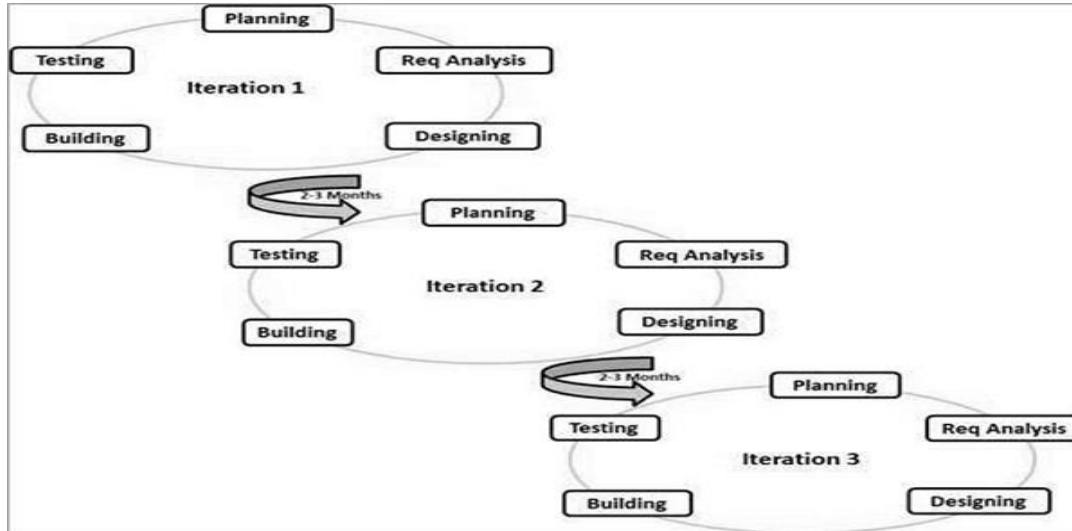 Planning
Testing
Req Analysis
Iteration 1
Building
Designing
2-3 Months
Planning
Testing
Req Analysis
Iteration 2
Building
Designing
2-3 Months
Planning
Testing
Req Analysis
Iteration 3
Building
Designing